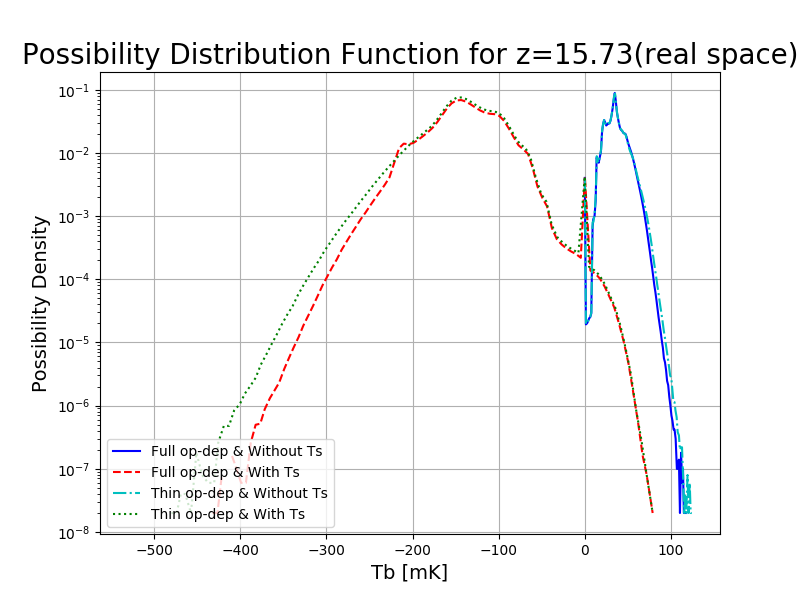 Possibility Distribution Function for z=15.73(real space)
Possibility Density
10⁻¹
10⁻²
10⁻³
10⁻⁴
10⁻⁵
10⁻⁶
10⁻⁷
10⁻⁸
Full op-dep & Without Ts
Full op-dep & With Ts
Thin op-dep & Without Ts
Thin op-dep & With Ts
−500 −400 −300 −200 −100 0 100
Tb [mK]